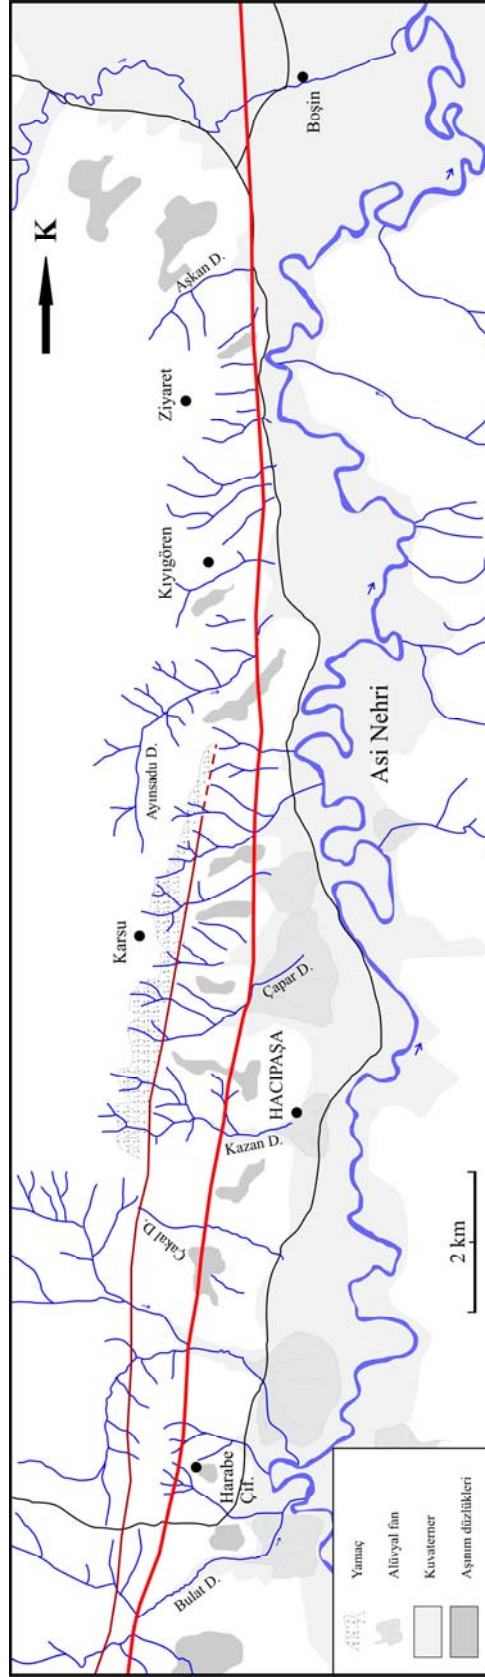 K
Boşin
Aşkan D.
Ziyaret
Kıyıgören
Ayınsadu D.
Asi Nehri
Karsu
Çapar D.
HACIPAŞA
Kazan D.
Çakal D.
2 km
Harabe
Çif.
Bulat D.
Yamaç
Alüvyal fan
Kuvaterner
Aşınım düzlükleri